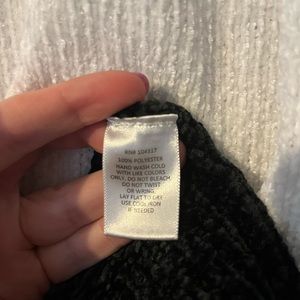 RN# 104317
100% POLYESTER
HAND WASH COLD
WITH LIKE COLORS
ONLY, DO NOT BLEACH
DO NOT TWIST
OR WRING.
LAY FLAT TO DRY
USE COOL IRON
IF NEEDED